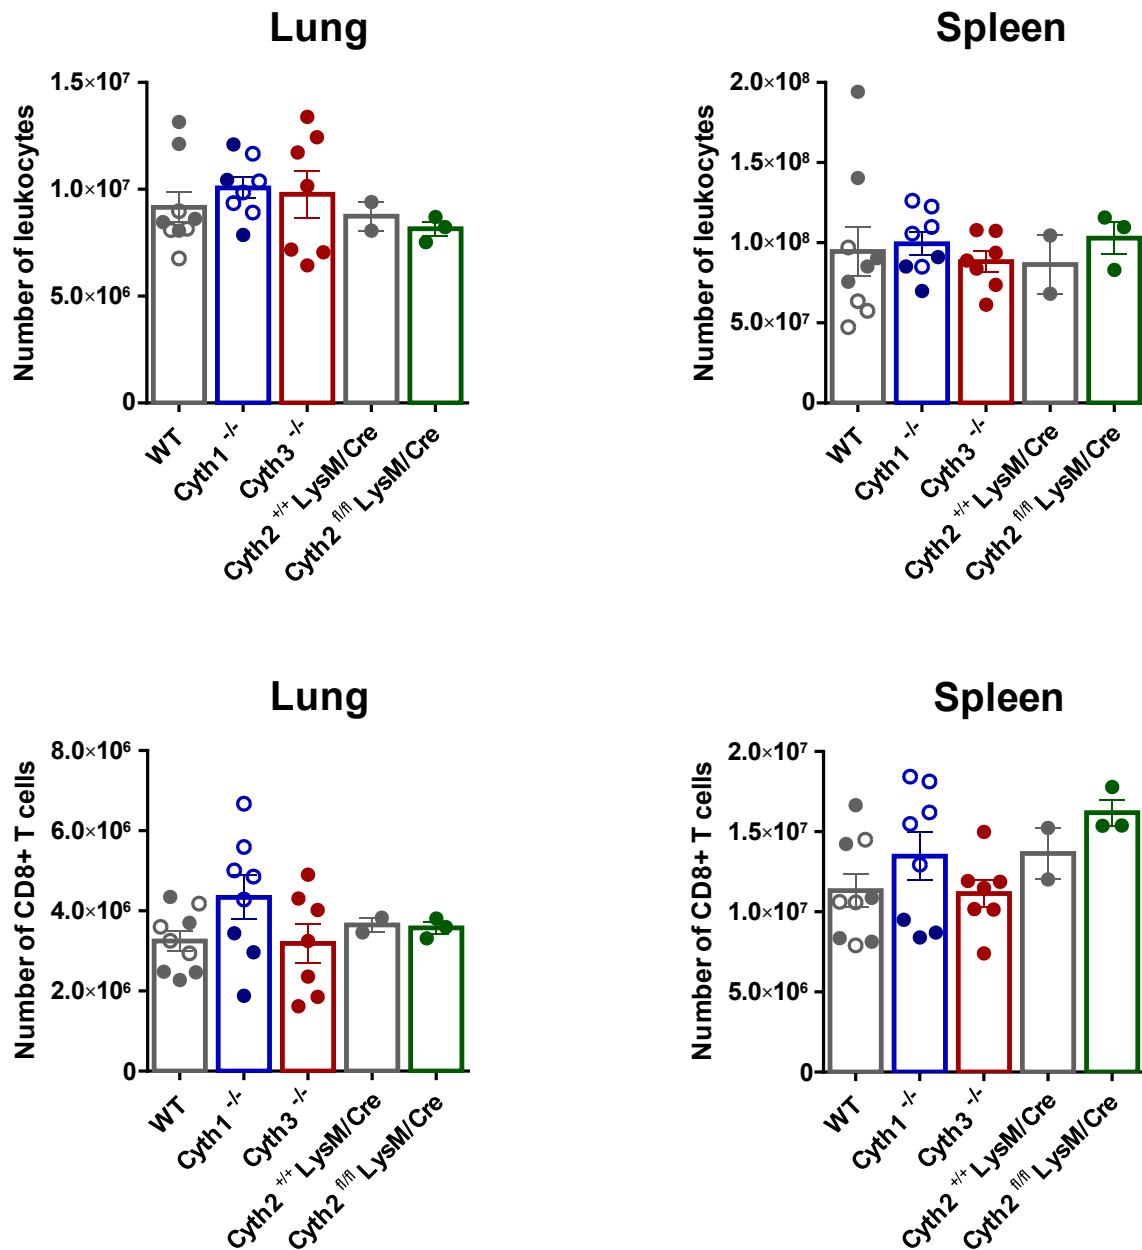 Lung
Number of leukocytes
1.5×10⁷
1.0×10⁷
5.0×10⁶
0
WT
Cyth1 -/-
Cyth3 -/-
Cyth2 +/+ LysM/Cre
Cyth2 fl/fl LysM/Cre
Spleen
Number of leukocytes
2.0×10⁸
1.5×10⁸
1.0×10⁸
5.0×10⁷
0
WT
Cyth1 -/-
Cyth3 -/-
Cyth2 +/+ LysM/Cre
Cyth2 fl/fl LysM/Cre
Lung
Number of CD8+ T cells
8.0×10⁶
6.0×10⁶
4.0×10⁶
2.0×10⁶
0
WT
Cyth1 -/-
Cyth3 -/-
Cyth2 +/+ LysM/Cre
Cyth2 fl/fl LysM/Cre
Spleen
Number of CD8+ T cells
2.0×10⁷
1.5×10⁷
1.0×10⁷
5.0×10⁶
0
WT
Cyth1 -/-
Cyth3 -/-
Cyth2 +/+ LysM/Cre
Cyth2 fl/fl LysM/Cre